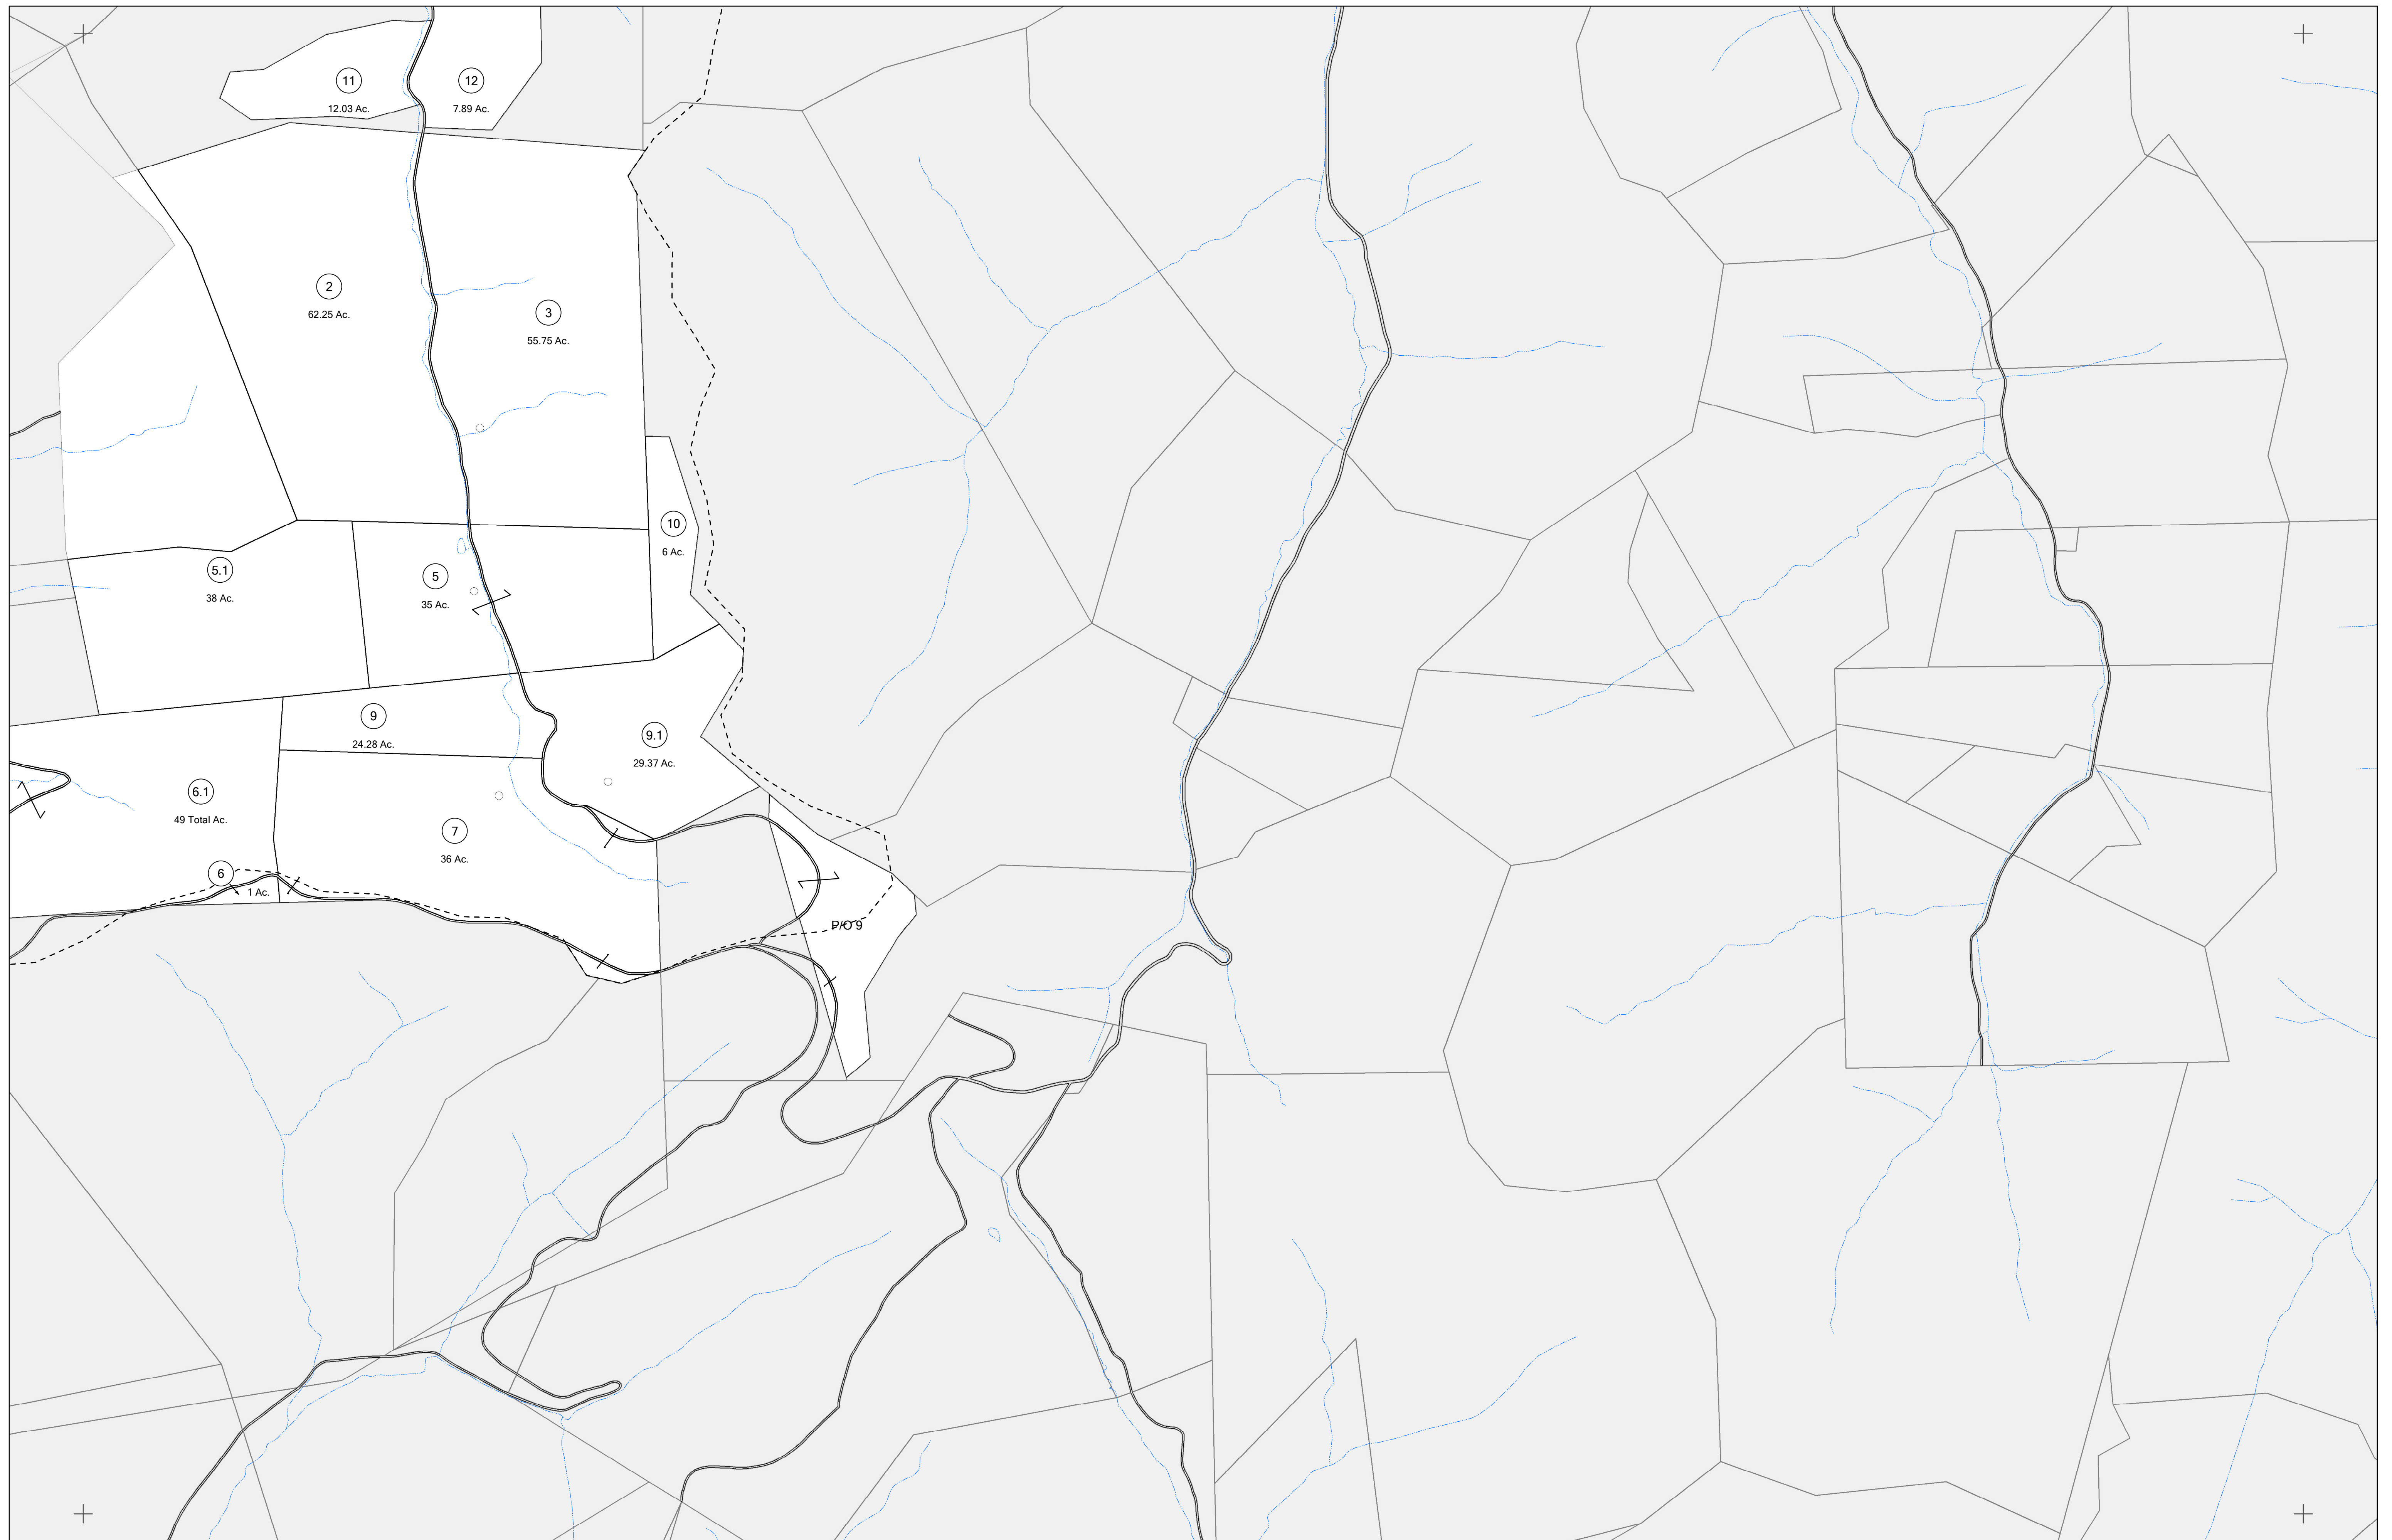 11
12.03 Ac.
12
7.89 Ac.
2
62.25 Ac.
3
55.75 Ac.
10
6 Ac.
5.1
38 Ac.
5
35 Ac.
9
24.28 Ac.
9.1
29.37 Ac.
6.1
49 Total Ac.
7
36 Ac.
6
1 Ac.
P/O 9